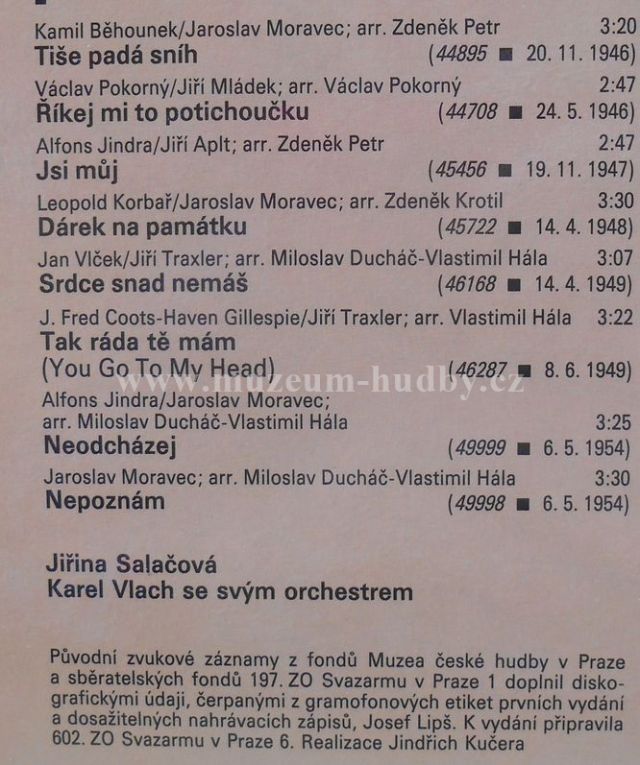 Kamil Běhounek/Jaroslav Moravec; arr. Zdeněk Petr 3:20
Tiše padá sníh (44895 ■ 20. 11. 1946)
Václav Pokorný/Jiří Mládek; arr. Václav Pokorný 2:47
Říkej mi to potichoučku (44708 ■ 24. 5. 1946)
Alfons Jindra/Jiří Aplt; arr. Zdeněk Petr 2:47
Jsi můj (45456 ■ 19. 11. 1947)
Leopold Korbař/Jaroslav Moravec; arr. Zdeněk Krotil 3:30
Dárek na památku (45722 ■ 14. 4. 1948)
Jan Vlček/Jiří Traxler; arr. Miloslav Ducháč-Vlastimil Hála 3:07
Srdce snad nemáš (46168 ■ 14. 4. 1949)
J. Fred Coots-Haven Gillespie/Jiří Traxler; arr. Vlastimil Hála 3:22
Tak ráda tě mám
(You Go To My Head) (46287 ■ 8. 6. 1949)
www.muzeum-hudby.cz
Alfons Jindra/Jaroslav Moravec;
arr. Miloslav Ducháč-Vlastimil Hála 3:25
Neodcházej (49999 ■ 6. 5. 1954)
Jaroslav Moravec; arr. Miloslav Ducháč-Vlastimil Hála 3:30
Nepoznám (49998 ■ 6. 5. 1954)
Jiřina Salačová
Karel Vlach se svým orchestrem
Původní zvukové záznamy z fondů Muzea české hudby v Praze
a sběratelských fondů 197. ZO Svazarmu v Praze 1 doplnil disko-
grafickými údaji, čerpanými z gramofonových etiket prvních vydání
a dosažitelných nahrávacích zápisů, Josef Lipš. K vydání připravila
602. ZO Svazarmu v Praze 6. Realizace Jindřich Kučera